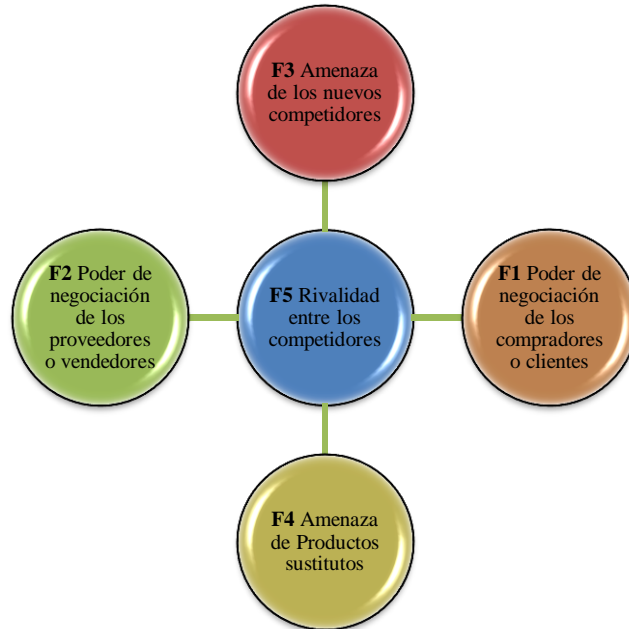 F3 Amenaza
de los nuevos
competidores
F2 Poder de
negociación
de los
proveedores
o vendedores
F5 Rivalidad
entre los
competidores
F1 Poder de
negociación
de los
compradores
o clientes
F4 Amenaza
de Productos
sustitutos